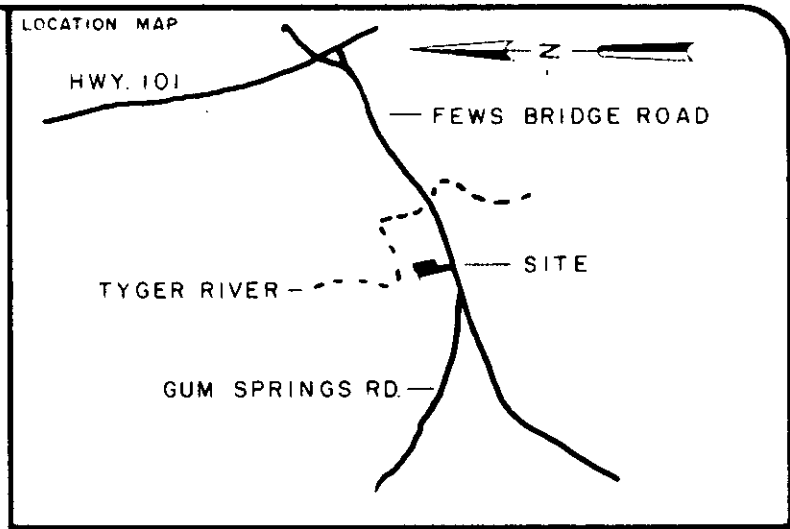 LOCATION MAP
HWY. 101
N
FEWS BRIDGE ROAD
SITE
TYGER RIVER
GUM SPRINGS RD.